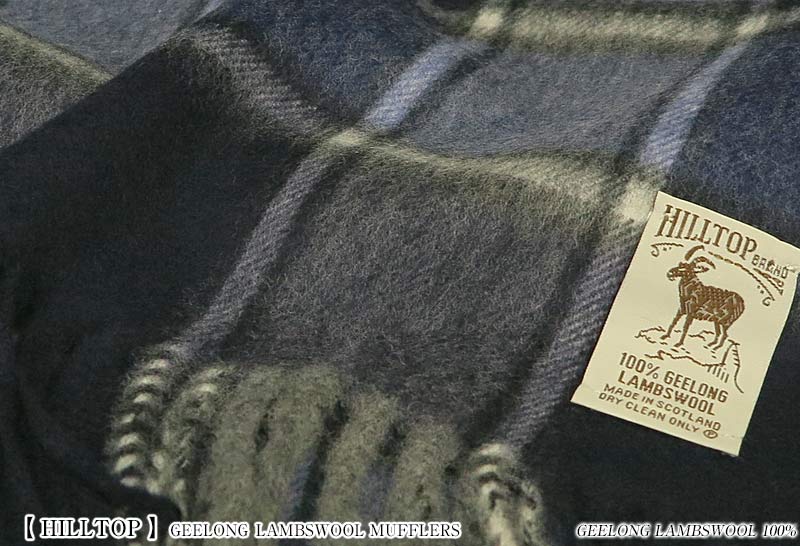 HILLTOP
BRAND
100% GEELONG
LAMBSWOOL
MADE IN SCOTLAND
DRY CLEAN ONLY Ⓟ
【 HILLTOP 】 GEELONG LAMBSWOOL MUFFLERS
GEELONG LAMBSWOOL 100%